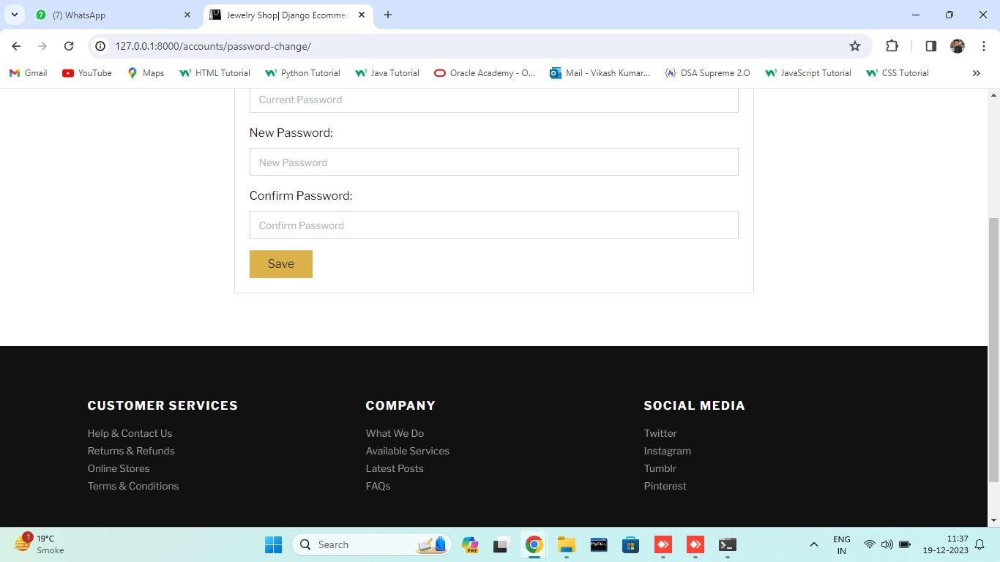 7 (7) WhatsApp
Jewelry Shop| Django Ecommer
127.0.0.1:8000/accounts/password-change/
Gmail YouTube Maps HTML Tutorial Python Tutorial Java Tutorial Oracle Academy - O... Mail - Vikash Kumar... DSA Supreme 2.O JavaScript Tutorial CSS Tutorial
Current Password
New Password:
New Password
Confirm Password:
Confirm Password
Save
CUSTOMER SERVICES
Help & Contact Us
Returns & Refunds
Online Stores
Terms & Conditions
COMPANY
What We Do
Available Services
Latest Posts
FAQs
SOCIAL MEDIA
Twitter
Instagram
Tumblr
Pinterest
1
19°C
Smoke
Search
PRE
MySQL
ENG
IN
11:37
19-12-2023